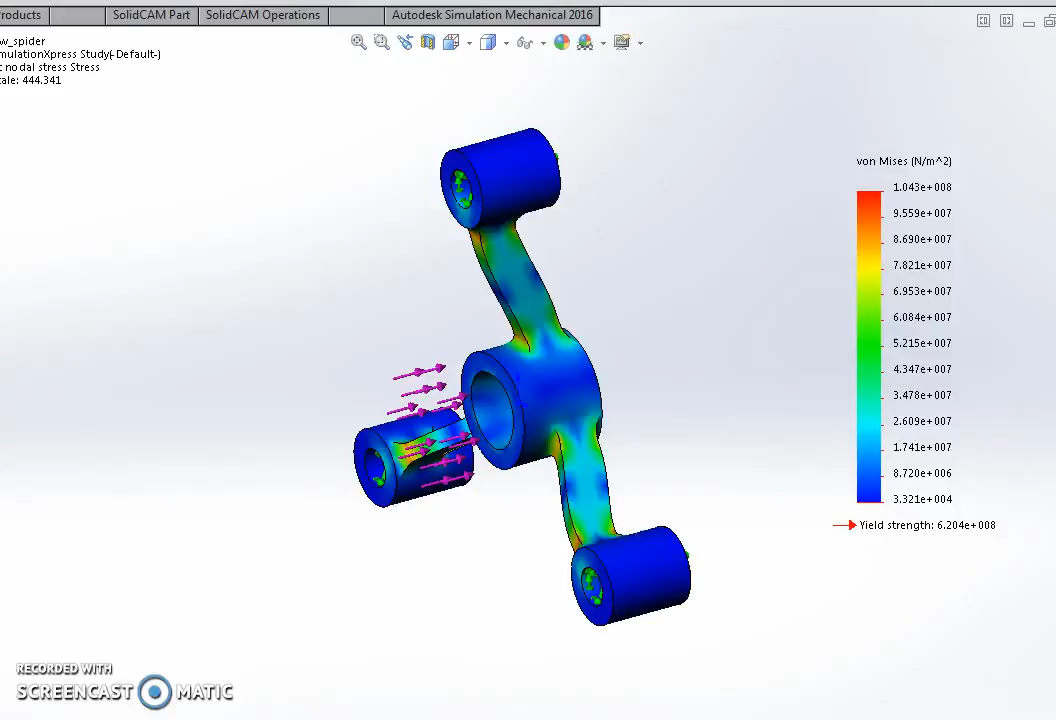 roducts SolidCAM Part SolidCAM Operations Autodesk Simulation Mechanical 2016
w_spider
mulationXpress Study(-Default-)
: nodal stress Stress
ale: 444.341
von Mises (N/m^2)
1.043e+008
9.559e+007
8.690e+007
7.821e+007
6.953e+007
6.084e+007
5.215e+007
4.347e+007
3.478e+007
2.609e+007
1.741e+007
8.720e+006
3.321e+004
Yield strength: 6.204e+008
RECORDED WITH
SCREENCAST MATIC